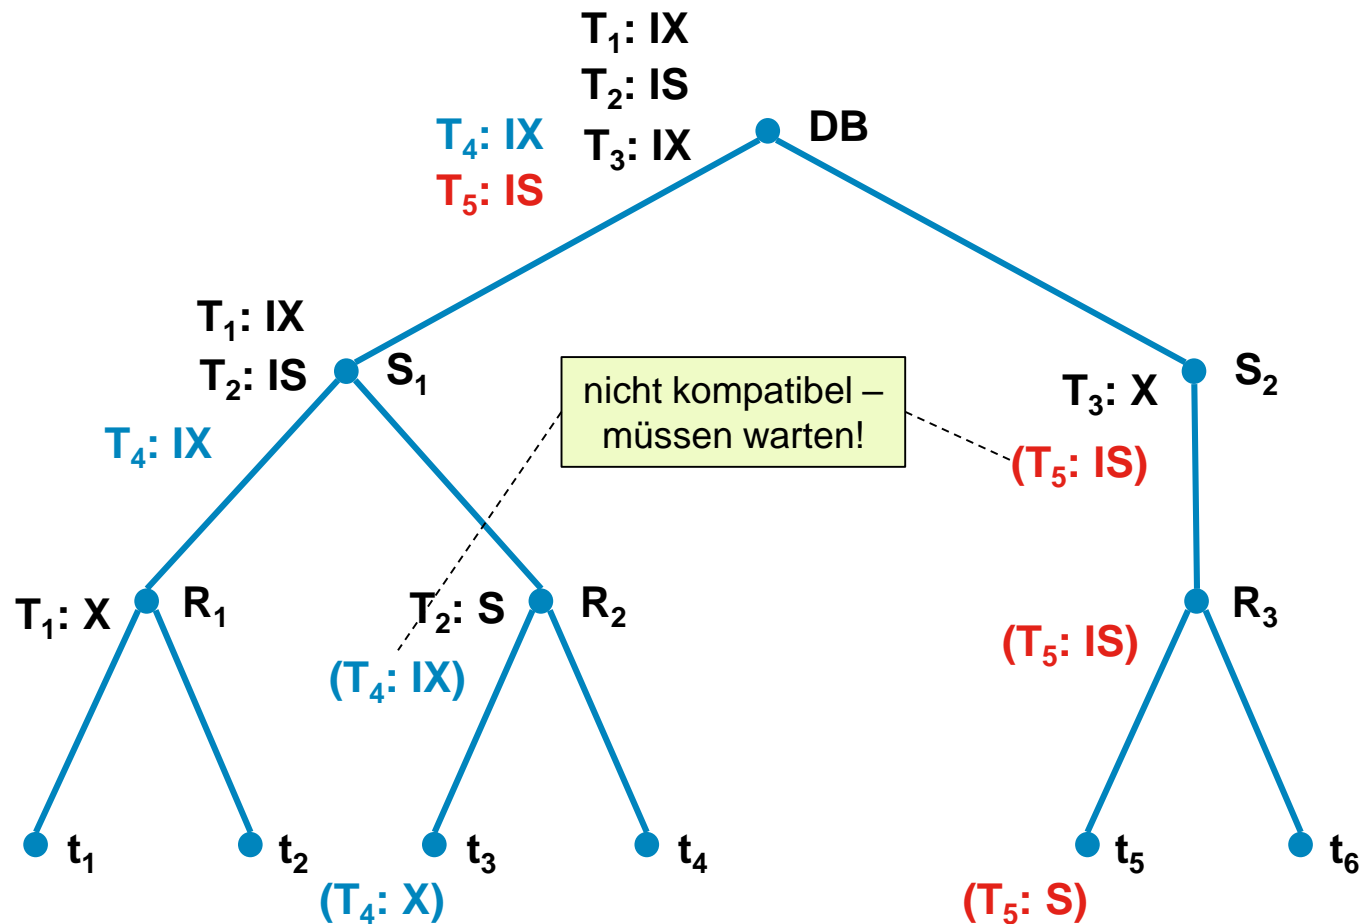 T₁: IX
T₂: IS
T₄: IX T₃: IX DB
T₅: IS
T₁: IX
T₂: IS S₁
nicht kompatibel –
müssen warten!
T₃: X S₂
T₄: IX
(T₅: IS)
T₁: X R₁
T₂: S R₂
R₃
(T₄: IX)
(T₅: IS)
t₁ t₂ t₃ t₄ t₅ t₆
(T₄: X) (T₅: S)